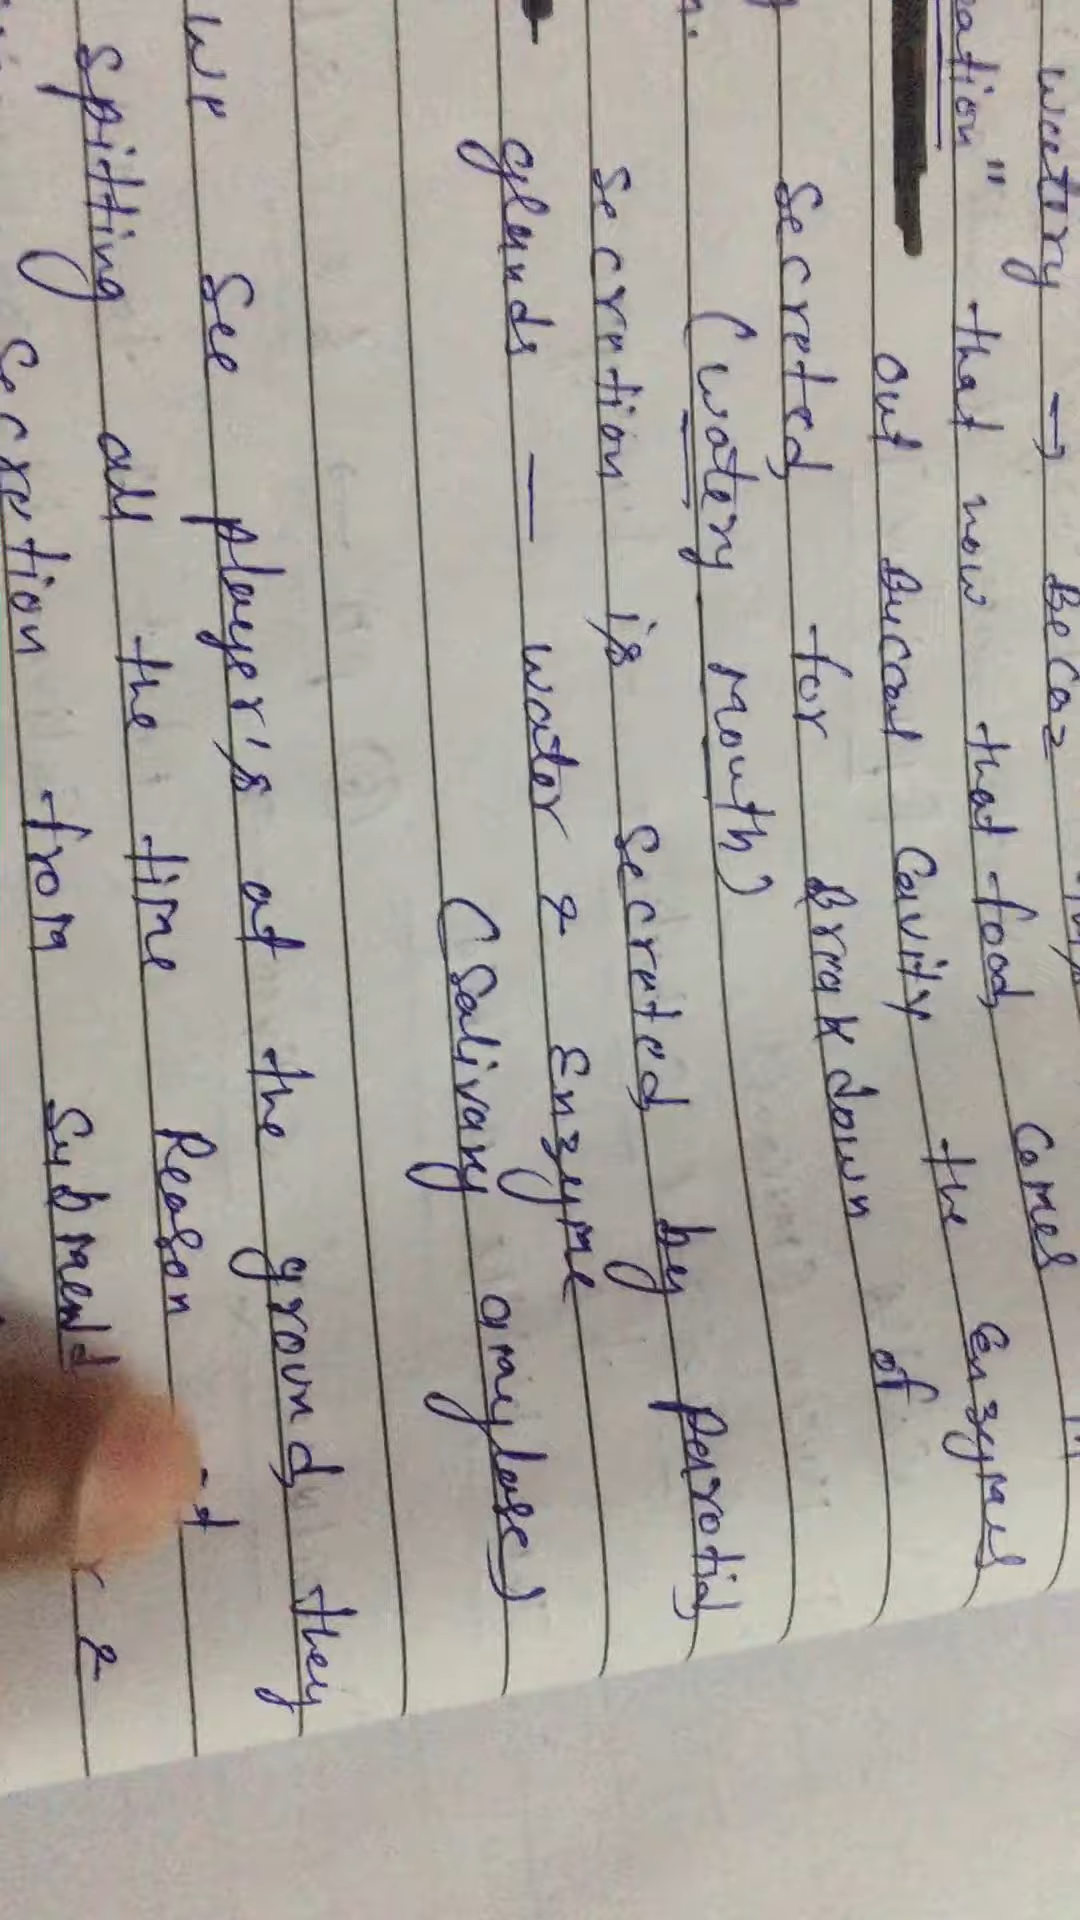 watery → Becaz
ation" that now that food comes
out Buccal Cavity the enzymes
Secreted for Break down of
(watery mouth)
Secretion is Secreted by parotid
glands — water & Enzyme
(Salivary amylase)
We See player's at the ground they
Spitting all the time Reason
Secretion from Submend &